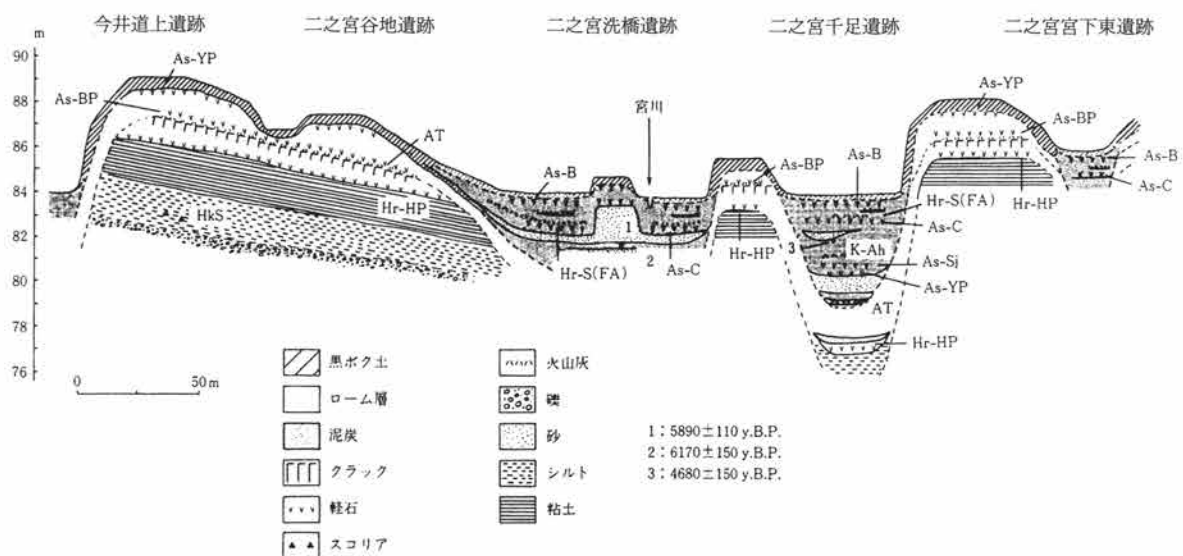 今井道上遺跡 二之宮谷地遺跡 二之宮洗橋遺跡 二之宮千足遺跡 二之宮宮下東遺跡
m
90
88
86
84
82
80
78
76
As-YP
As-BP
AT
HkS
Hr-HP
As-B
宮川
1
2
Hr-S(FA)
As-C
As-BP
Hr-HP
As-B
Hr-S(FA)
As-C
3
K-Ah
As-Sj
As-YP
AT
Hr-HP
As-YP
As-BP
As-B
As-C
Hr-HP
0 50m
黒ボク土
ローム層
泥炭
クラック
軽石
スコリア
火山灰
礫
砂
シルト
粘土
1：5890±110 y.B.P.
2：6170±150 y.B.P.
3：4680±150 y.B.P.